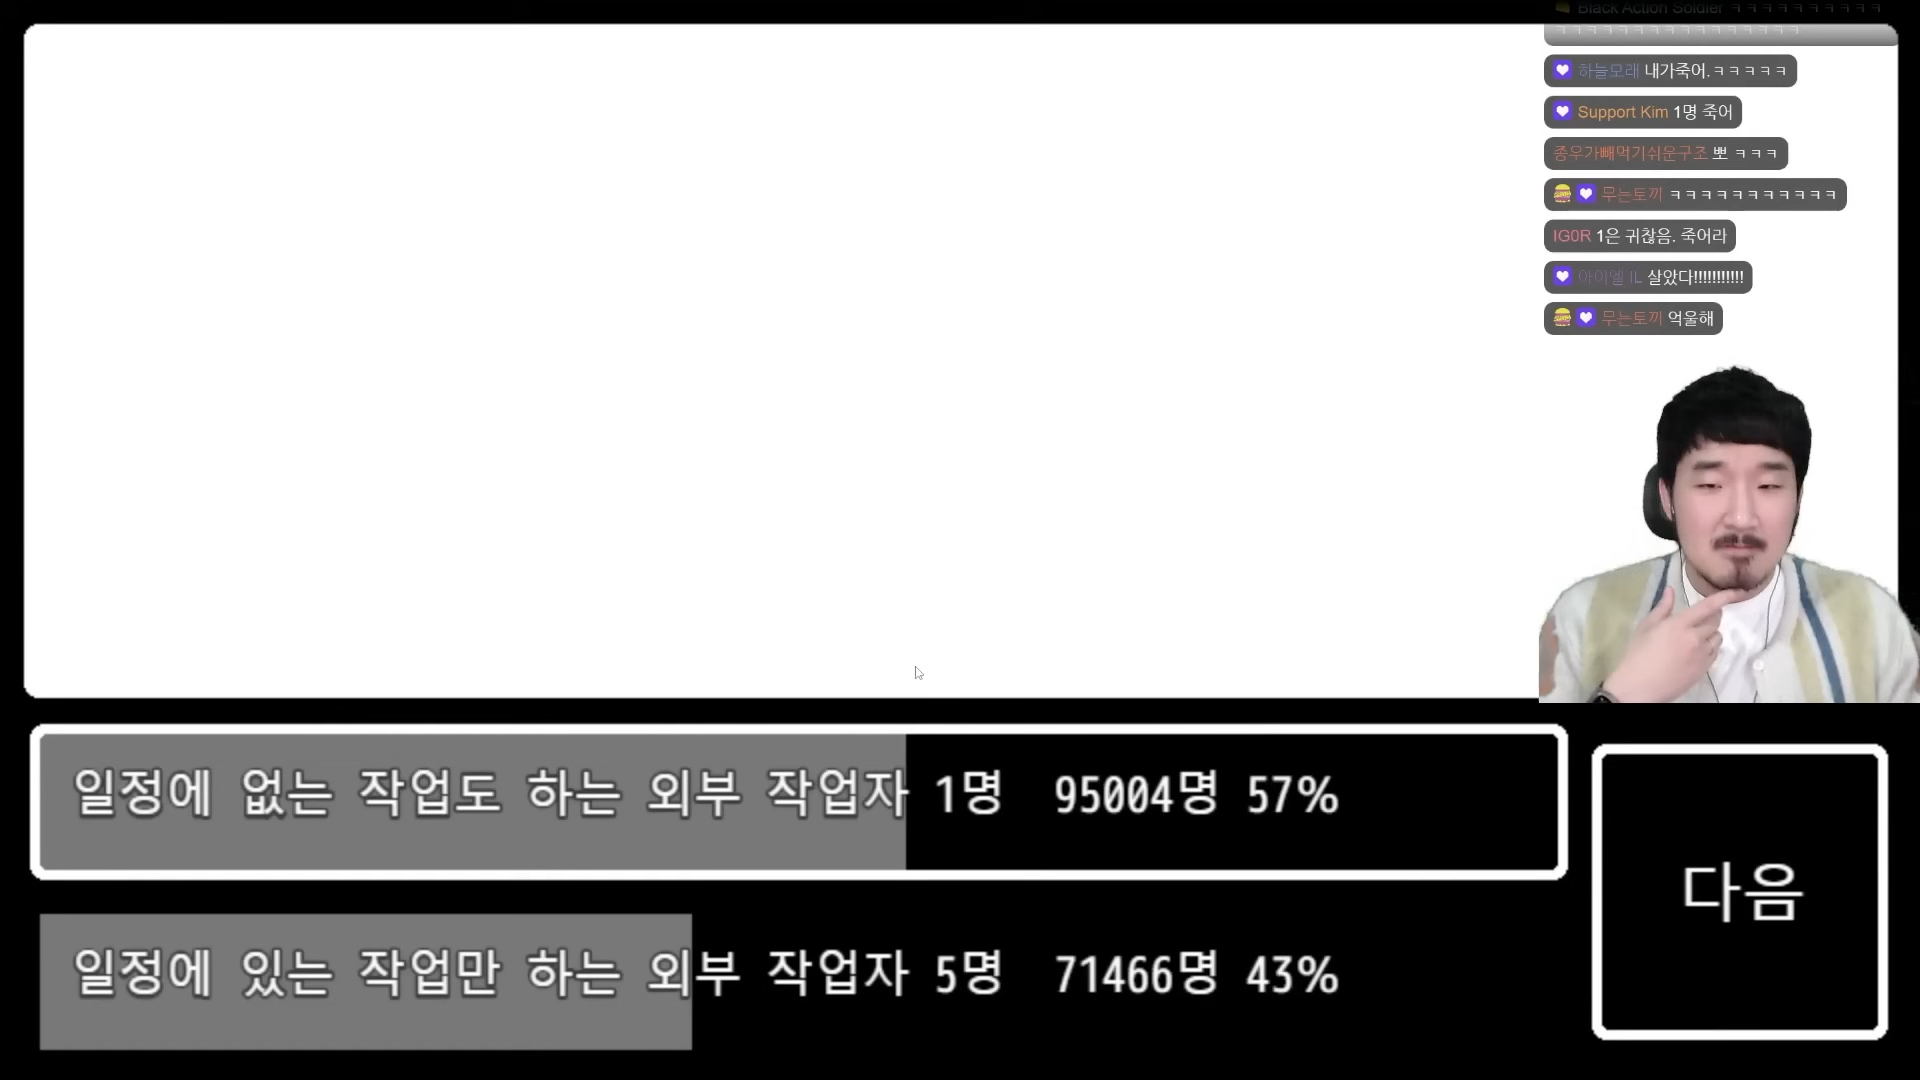 Black Action Soldier ㅋㅋㅋㅋㅋㅋㅋㅋㅋㅋ
ㅋㅋㅋㅋㅋㅋㅋㅋㅋㅋㅋㅋㅋㅋㅋㅋ
하늘모래 내가죽어.ㅋㅋㅋㅋㅋ
Support Kim 1명 죽어
종우가빼먹기쉬운구조 뽀 ㅋㅋㅋ
무는토끼 ㅋㅋㅋㅋㅋㅋㅋㅋㅋㅋㅋ
IG0R 1은 귀찮음. 죽어라
아이엘 IL 살았다!!!!!!!!!!!
무는토끼 억울해
일정에 없는 작업도 하는 외부 작업자 1명 95004명 57%
일정에 있는 작업만 하는 외부 작업자 5명 71466명 43%
다음